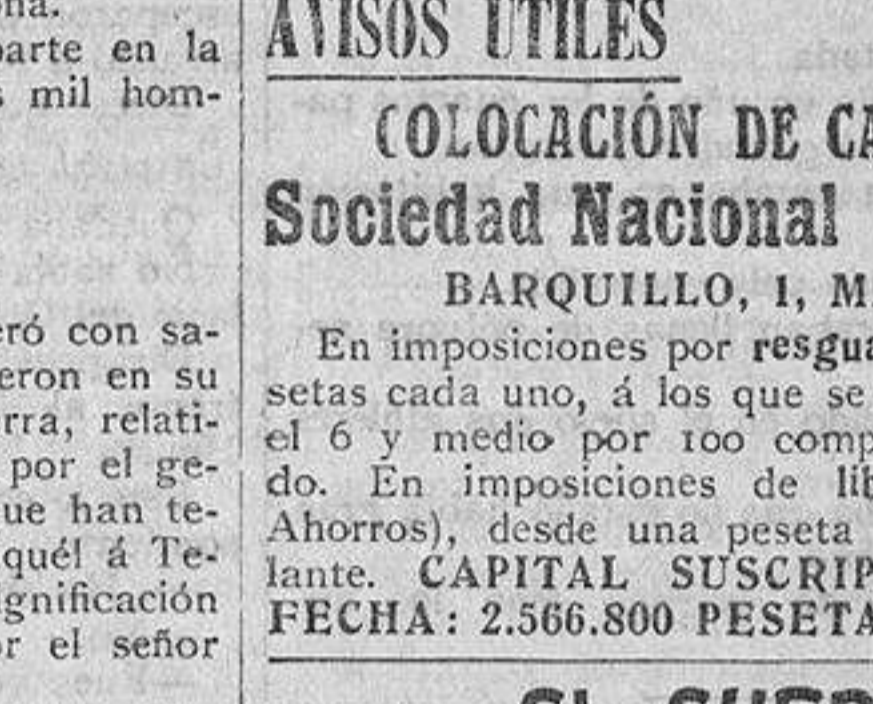 ona.
parte en la
s mil hom-
eró con sa-
eron en su
rra, relati-
por el ge-
ue han te-
quél á Te-
ignificación
or el señor
AVISOS UTILES
COLOCACIÓN DE CA
Sociedad Nacional
BARQUILLO, 1, M
En imposiciones por resgua
setas cada uno, á los que se
el 6 y medio por 100 comp
do. En imposiciones de lib
Ahorros), desde una peseta
lante. CAPITAL SUSCRIP
FECHA: 2.566.800 PESETA